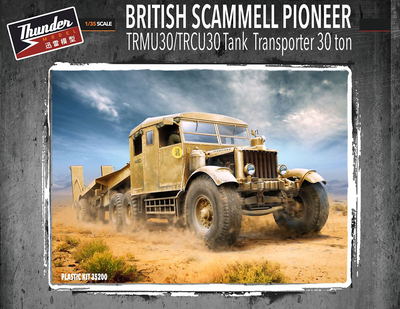 Thunder
MODEL
迅雷模型
1/35 SCALE
BRITISH SCAMMELL PIONEER
TRMU30/TRCU30 Tank Transporter 30 ton
PLASTIC KIT 35200